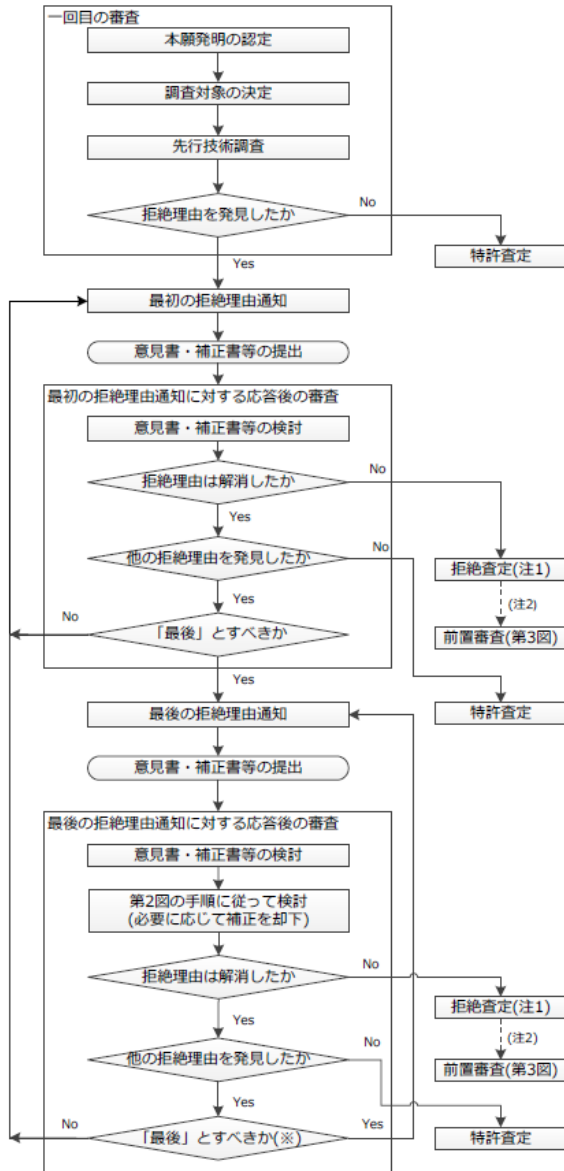 一回目の審査
本願発明の認定
調査対象の決定
先行技術調査
拒絶理由を発見したか
No
特許査定
Yes
最初の拒絶理由通知
意見書・補正書等の提出
最初の拒絶理由通知に対する応答後の審査
意見書・補正書等の検討
拒絶理由は解消したか
No
Yes
他の拒絶理由を発見したか
No
拒絶査定(注1)
(注2)
Yes
No
「最後」とすべきか
前置審査(第3図)
Yes
最後の拒絶理由通知
特許査定
意見書・補正書等の提出
最後の拒絶理由通知に対する応答後の審査
意見書・補正書等の検討
第2図の手順に従って検討
(必要に応じて補正を却下)
拒絶理由は解消したか
No
拒絶査定(注1)
Yes
(注2)
他の拒絶理由を発見したか
No
前置審査(第3図)
Yes
No
「最後」とすべきか(※)
Yes
特許査定